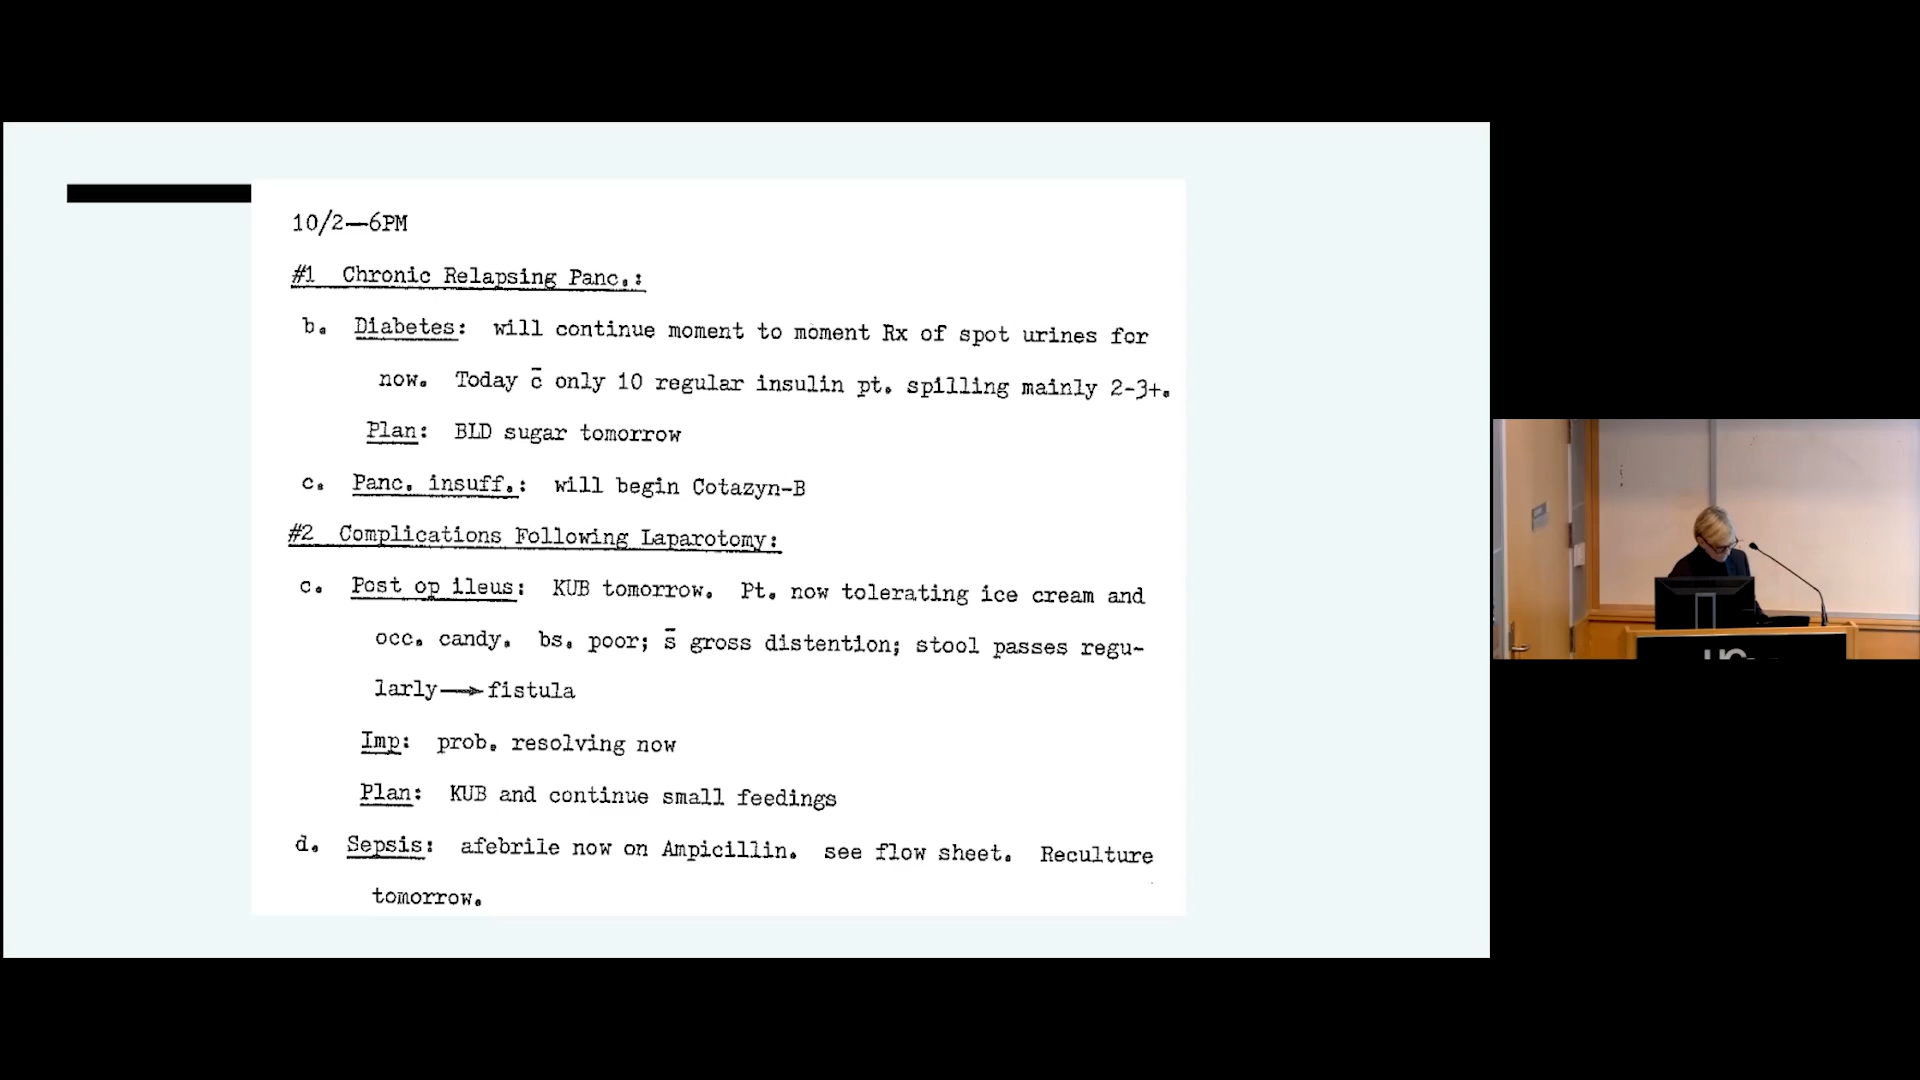 10/2—6PM
#1 Chronic Relapsing Panc.:
b. Diabetes: will continue moment to moment Rx of spot urines for
now. Today c̄ only 10 regular insulin pt. spilling mainly 2-3+.
Plan: BLD sugar tomorrow
c. Panc. insuff.: will begin Cotazyn-B
#2 Complications Following Laparotomy:
c. Post op ileus: KUB tomorrow. Pt. now tolerating ice cream and
occ. candy. bs. poor; s̄ gross distention; stool passes regu-
larly→fistula
Imp: prob. resolving now
Plan: KUB and continue small feedings
d. Sepsis: afebrile now on Ampicillin. see flow sheet. Reculture
tomorrow.